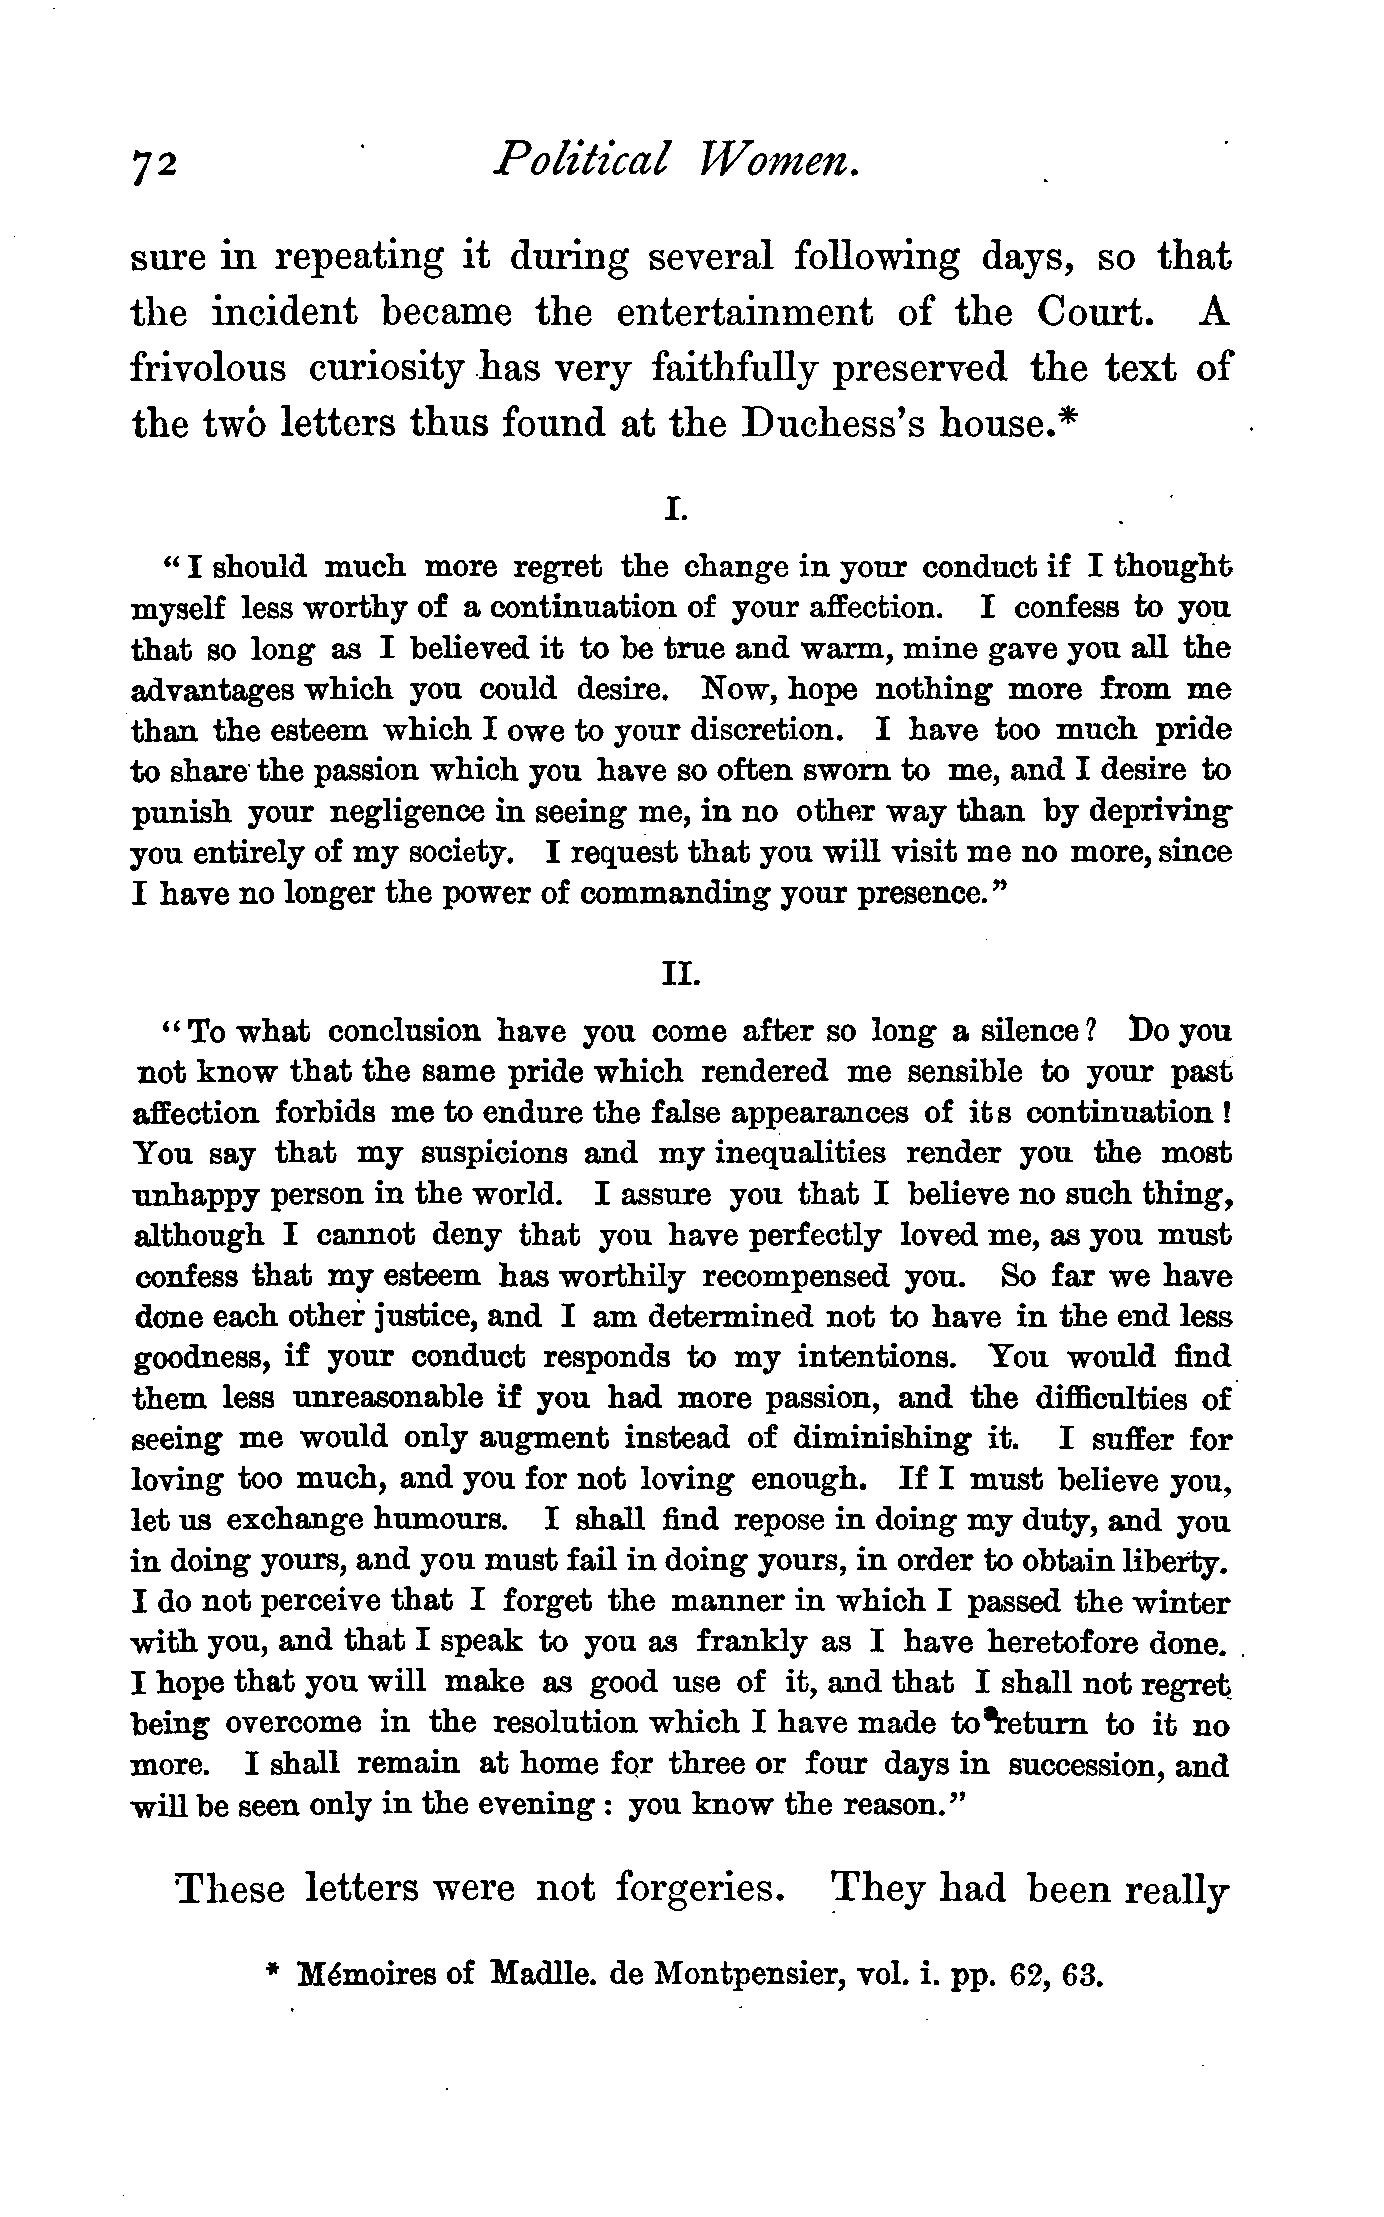 72 Political Women.
sure in repeating it during several following days, so that
the incident became the entertainment of the Court. A
frivolous curiosity has very faithfully preserved the text of
the two letters thus found at the Duchess's house.*
I.
“I should much more regret the change in your conduct if I thought
myself less worthy of a continuation of your affection. I confess to you
that so long as I believed it to be true and warm, mine gave you all the
advantages which you could desire. Now, hope nothing more from me
than the esteem which I owe to your discretion. I have too much pride
to share the passion which you have so often sworn to me, and I desire to
punish your negligence in seeing me, in no other way than by depriving
you entirely of my society. I request that you will visit me no more, since
I have no longer the power of commanding your presence.”
II.
“To what conclusion have you come after so long a silence? Do you
not know that the same pride which rendered me sensible to your past
affection forbids me to endure the false appearances of its continuation!
You say that my suspicions and my inequalities render you the most
unhappy person in the world. I assure you that I believe no such thing,
although I cannot deny that you have perfectly loved me, as you must
confess that my esteem has worthily recompensed you. So far we have
done each other justice, and I am determined not to have in the end less
goodness, if your conduct responds to my intentions. You would find
them less unreasonable if you had more passion, and the difficulties of
seeing me would only augment instead of diminishing it. I suffer for
loving too much, and you for not loving enough. If I must believe you,
let us exchange humours. I shall find repose in doing my duty, and you
in doing yours, and you must fail in doing yours, in order to obtain liberty.
I do not perceive that I forget the manner in which I passed the winter
with you, and that I speak to you as frankly as I have heretofore done.
I hope that you will make as good use of it, and that I shall not regret
being overcome in the resolution which I have made to return to it no
more. I shall remain at home for three or four days in succession, and
will be seen only in the evening: you know the reason.”
These letters were not forgeries. They had been really
* Mémoires of Madlle. de Montpensier, vol. i. pp. 62, 63.